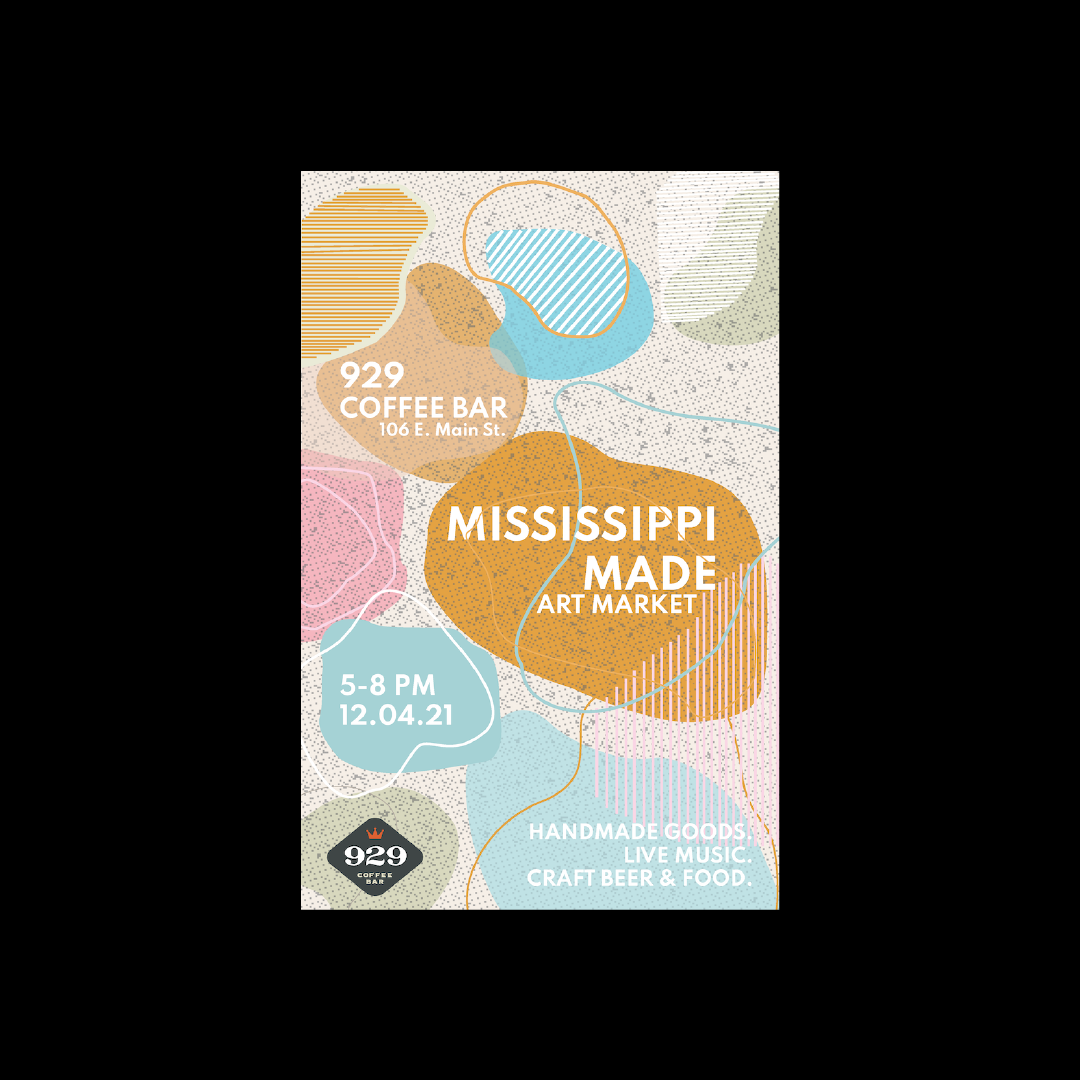 929
COFFEE BAR
106 E. Main St.
MISSISSIPPI
MADE
ART MARKET
5-8 PM
12.04.21
HANDMADE GOODS.
LIVE MUSIC.
CRAFT BEER & FOOD.
929
COFFEE
BAR